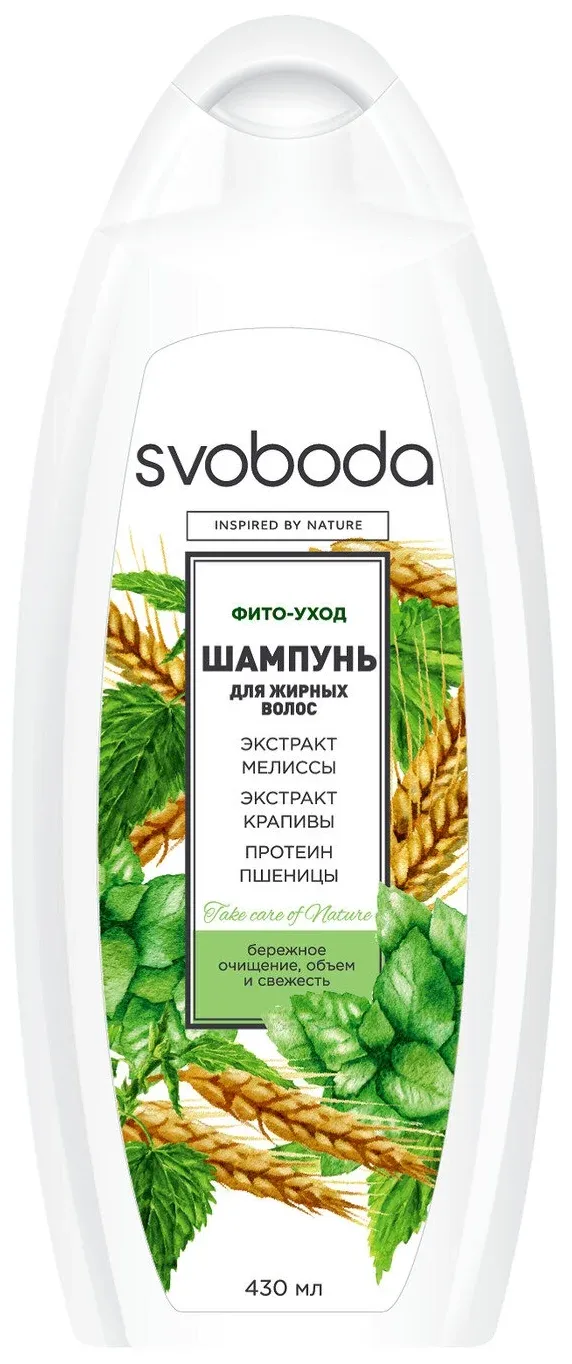 svoboda
INSPIRED BY NATURE
ФИТО-УХОД
ШАМПУНЬ
ДЛЯ ЖИРНЫХ
ВОЛОС
ЭКСТРАКТ
МЕЛИССЫ
ЭКСТРАКТ
КРАПИВЫ
ПРОТЕИН
ПШЕНИЦЫ
Take care of Nature
бережное
очищение, объем
и свежесть
430 мл